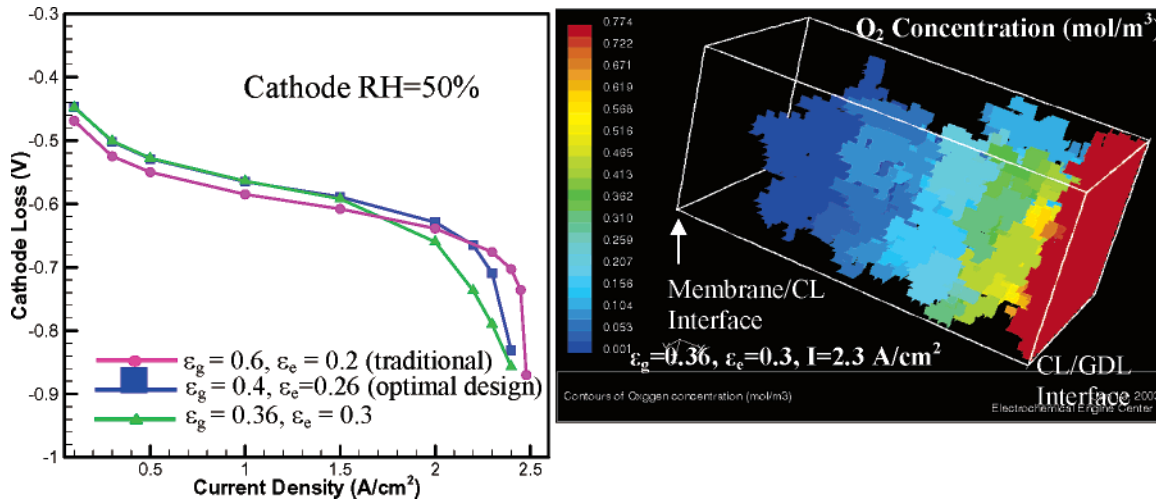 -0.3
-0.4
-0.5
-0.6
-0.7
-0.8
-0.9
-1
Cathode Loss (V)
Cathode RH=50%
εg = 0.6, εe = 0.2 (traditional)
εg = 0.4, εe=0.26 (optimal design)
εg = 0.36, εe = 0.3
0.5
1
1.5
2
2.5
Current Density (A/cm²)
O₂ Concentration (mol/m³)
0.774
0.722
0.671
0.619
0.568
0.516
0.465
0.413
0.362
0.310
0.259
0.207
0.156
0.104
0.053
0.001
Membrane/CL
Interface
εg=0.36, εe=0.3, I=2.3 A/cm²
CL/GDL
Interface
Contours of Oxygen concentration (mol/m3)
2003
Electrochemical Engine Center